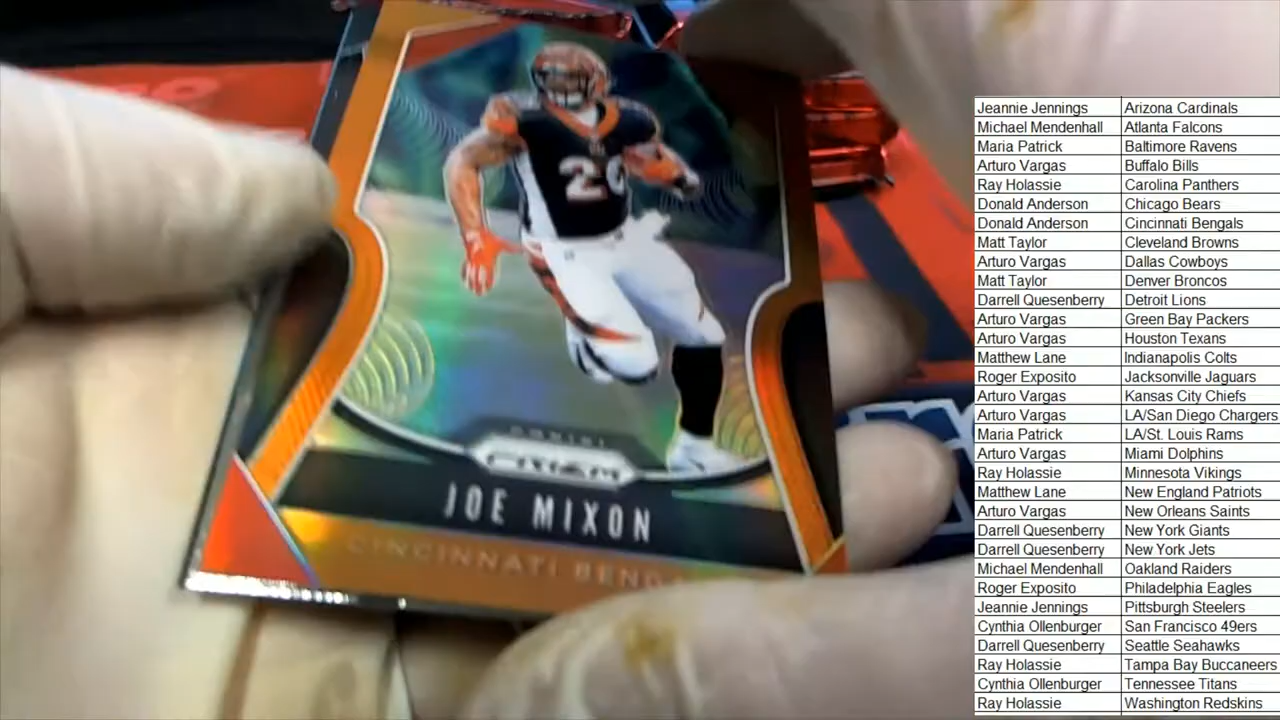 20
PANINI
PRIZM
JOE MIXON
CINCINNATI BENGALS
Jeannie Jennings Arizona Cardinals
Michael Mendenhall Atlanta Falcons
Maria Patrick Baltimore Ravens
Arturo Vargas Buffalo Bills
Ray Holassie Carolina Panthers
Donald Anderson Chicago Bears
Donald Anderson Cincinnati Bengals
Matt Taylor Cleveland Browns
Arturo Vargas Dallas Cowboys
Matt Taylor Denver Broncos
Darrell Quesenberry Detroit Lions
Arturo Vargas Green Bay Packers
Arturo Vargas Houston Texans
Matthew Lane Indianapolis Colts
Roger Exposito Jacksonville Jaguars
Arturo Vargas Kansas City Chiefs
Arturo Vargas LA/San Diego Chargers
Maria Patrick LA/St. Louis Rams
Arturo Vargas Miami Dolphins
Ray Holassie Minnesota Vikings
Matthew Lane New England Patriots
Arturo Vargas New Orleans Saints
Darrell Quesenberry New York Giants
Darrell Quesenberry New York Jets
Michael Mendenhall Oakland Raiders
Roger Exposito Philadelphia Eagles
Jeannie Jennings Pittsburgh Steelers
Cynthia Ollenburger San Francisco 49ers
Darrell Quesenberry Seattle Seahawks
Ray Holassie Tampa Bay Buccaneers
Cynthia Ollenburger Tennessee Titans
Ray Holassie Washington Redskins